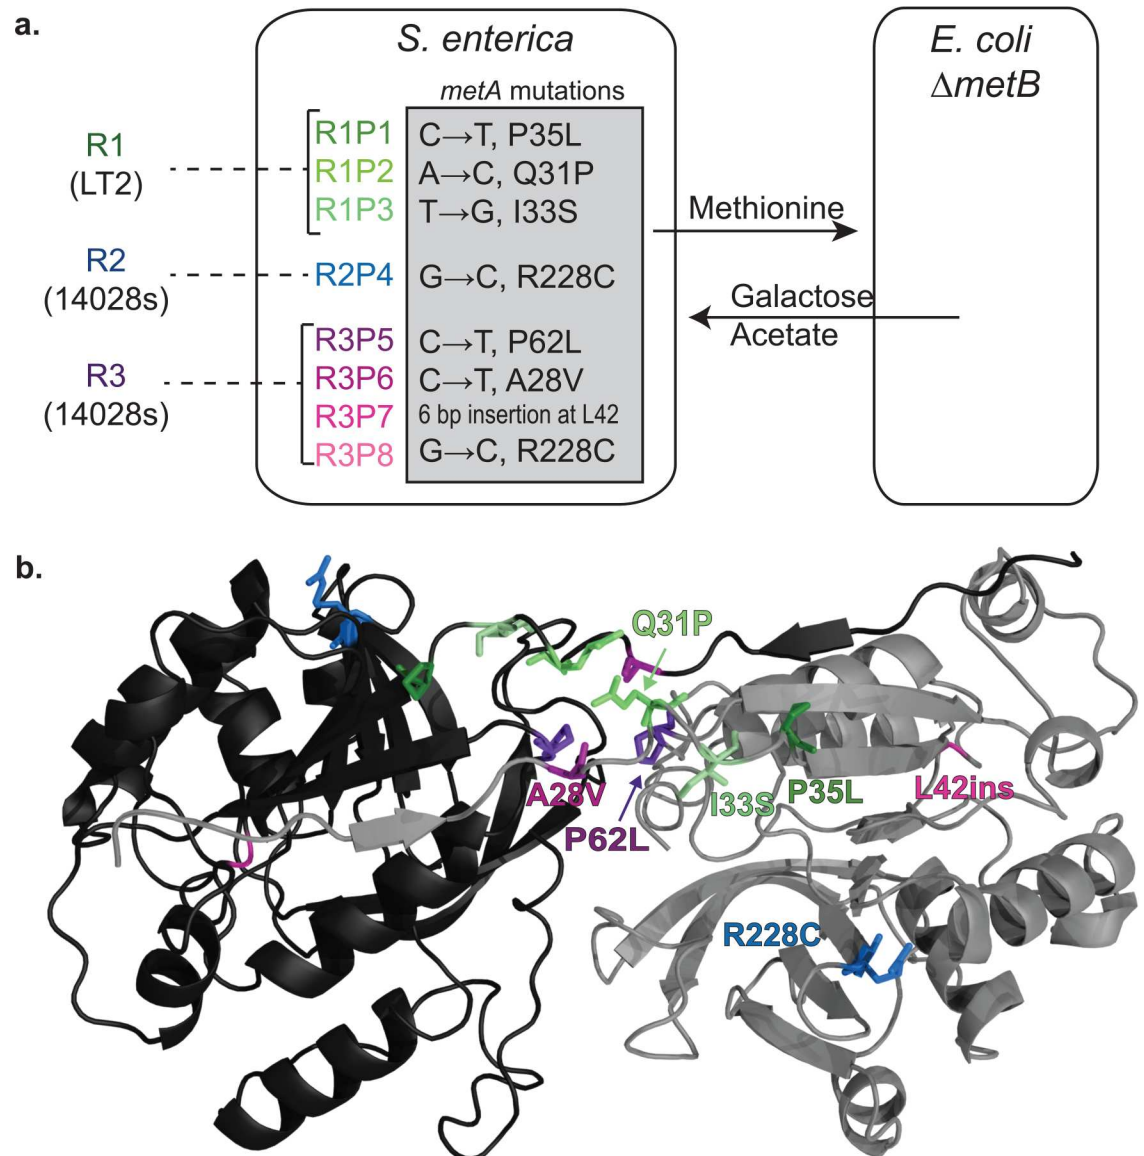 a.
S. enterica
E. coli
ΔmetB
metA mutations
R1
(LT2)
R1P1 C→T, P35L
R1P2 A→C, Q31P
R1P3 T→G, I33S
R2
(14028s)
R2P4 G→C, R228C
R3
(14028s)
R3P5 C→T, P62L
R3P6 C→T, A28V
R3P7 6 bp insertion at L42
R3P8 G→C, R228C
Methionine
Galactose
Acetate
b.
Q31P
A28V
P62L
I33S
P35L
L42ins
R228C